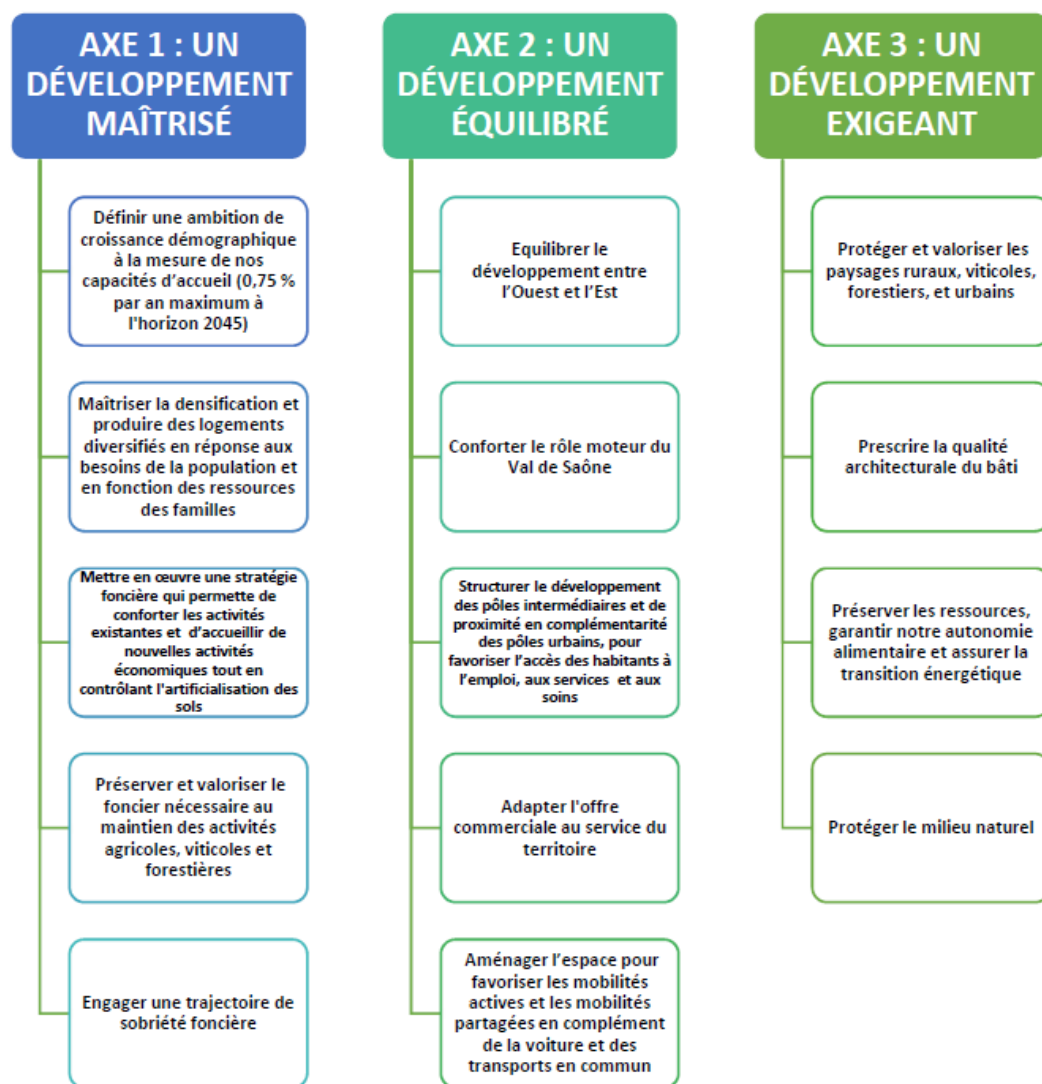 AXE 1 : UN
DÉVELOPPEMENT
MAÎTRISÉ
Définir une ambition de
croissance démographique
à la mesure de nos
capacités d'accueil (0,75 %
par an maximum à
l'horizon 2045)
Maîtriser la densification et
produire des logements
diversifiés en réponse aux
besoins de la population et
en fonction des ressources
des familles
Mettre en œuvre une stratégie
foncière qui permette de
conforter les activités
existantes et d'accueillir de
nouvelles activités
économiques tout en
contrôlant l'artificialisation des
sols
Préserver et valoriser le
foncier nécessaire au
maintien des activités
agricoles, viticoles et
forestières
Engager une trajectoire de
sobriété foncière
AXE 2 : UN
DÉVELOPPEMENT
ÉQUILIBRÉ
Equilibrer le
développement entre
l'Ouest et l'Est
Conforter le rôle moteur du
Val de Saône
Structurer le développement
des pôles intermédiaires et de
proximité en complémentarité
des pôles urbains, pour
favoriser l'accès des habitants à
l'emploi, aux services et aux
soins
Adapter l'offre
commerciale au service du
territoire
Aménager l'espace pour
favoriser les mobilités
actives et les mobilités
partagées en complément
de la voiture et des
transports en commun
AXE 3 : UN
DÉVELOPPEMENT
EXIGEANT
Protéger et valoriser les
paysages ruraux, viticoles,
forestiers, et urbains
Prescrire la qualité
architecturale du bâti
Préserver les ressources,
garantir notre autonomie
alimentaire et assurer la
transition énergétique
Protéger le milieu naturel